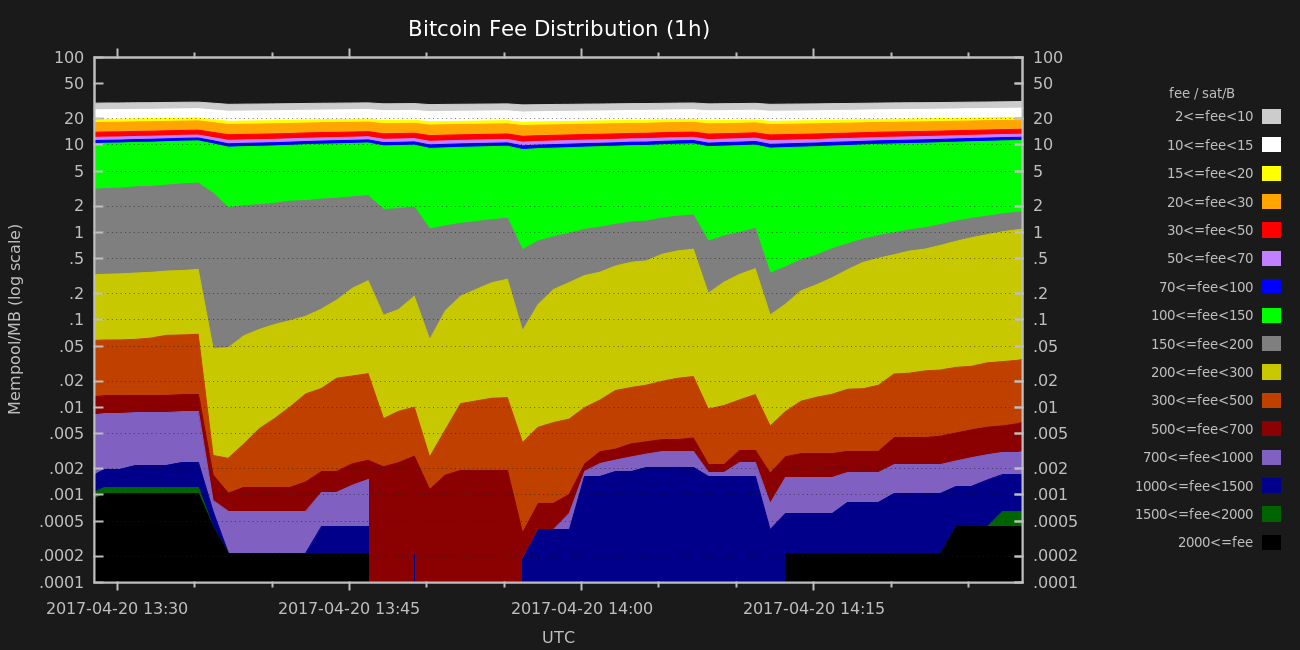 Bitcoin Fee Distribution (1h)
Mempool/MB (log scale)
100
50
20
10
5
2
1
.5
.2
.1
.05
.02
.01
.005
.002
.001
.0005
.0002
.0001
100
50
20
10
5
2
1
.5
.2
.1
.05
.02
.01
.005
.002
.001
.0005
.0002
.0001
2017-04-20 13:30
2017-04-20 13:45
2017-04-20 14:00
2017-04-20 14:15
UTC
fee / sat/B
2<=fee<10
10<=fee<15
15<=fee<20
20<=fee<30
30<=fee<50
50<=fee<70
70<=fee<100
100<=fee<150
150<=fee<200
200<=fee<300
300<=fee<500
500<=fee<700
700<=fee<1000
1000<=fee<1500
1500<=fee<2000
2000<=fee